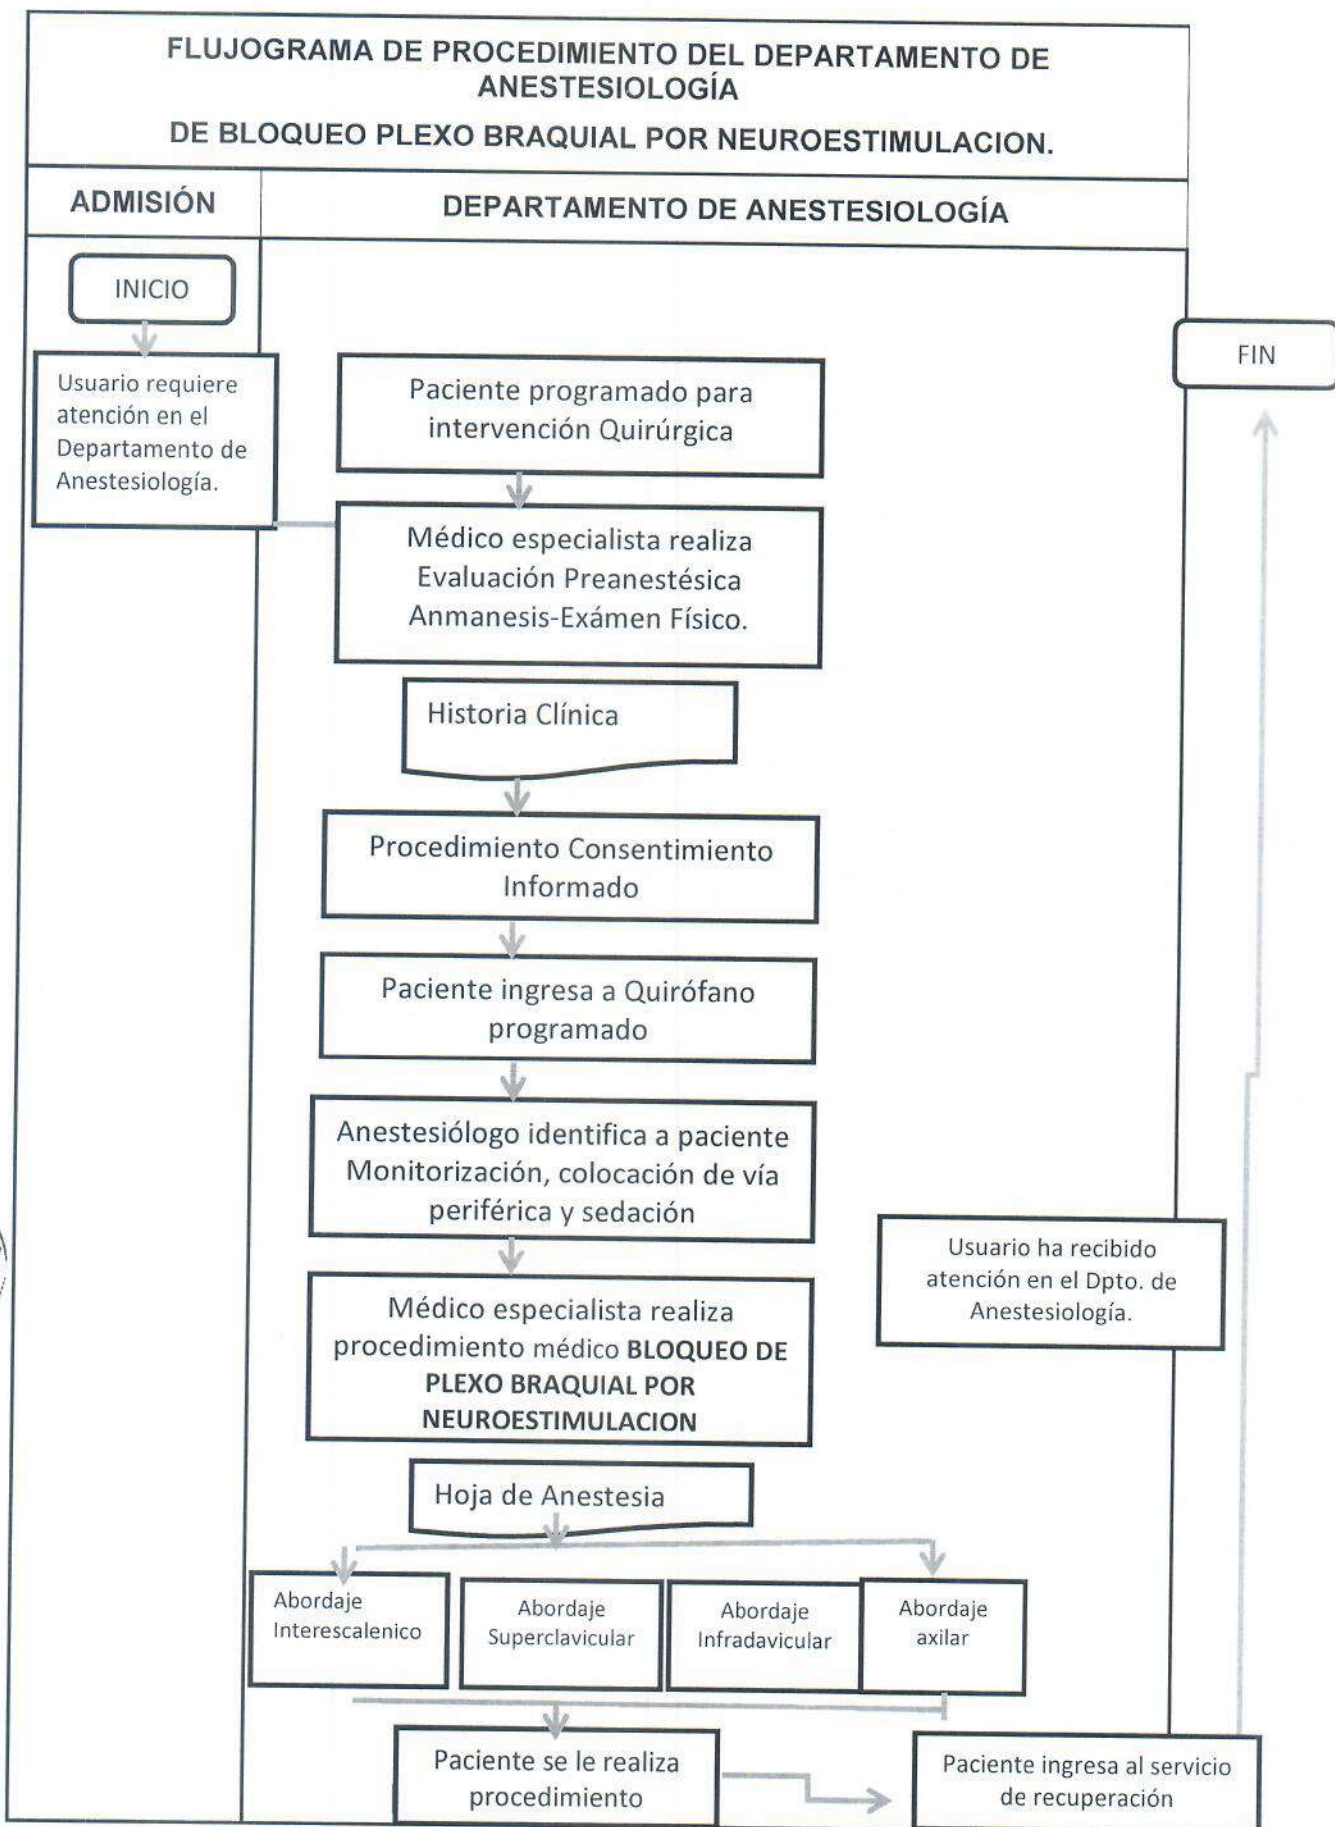 FLUJOGRAMA DE PROCEDIMIENTO DEL DEPARTAMENTO DE
ANESTESIOLOGÍA
DE BLOQUEO PLEXO BRAQUIAL POR NEUROESTIMULACION.
ADMISIÓN
DEPARTAMENTO DE ANESTESIOLOGÍA
INICIO
Usuario requiere
atención en el
Departamento de
Anestesiología.
Paciente programado para
intervención Quirúrgica
Médico especialista realiza
Evaluación Preanestésica
Anmanesis-Exámen Físico.
Historia Clínica
Procedimiento Consentimiento
Informado
Paciente ingresa a Quirófano
programado
Anestesiólogo identifica a paciente
Monitorización, colocación de vía
periférica y sedación
Médico especialista realiza
procedimiento médico BLOQUEO DE
PLEXO BRAQUIAL POR
NEUROESTIMULACION
Hoja de Anestesia
Abordaje
Interescalenico
Abordaje
Superclavicular
Abordaje
Infradavicular
Abordaje
axilar
Paciente se le realiza
procedimiento
Paciente ingresa al servicio
de recuperación
Usuario ha recibido
atención en el Dpto. de
Anestesiología.
FIN